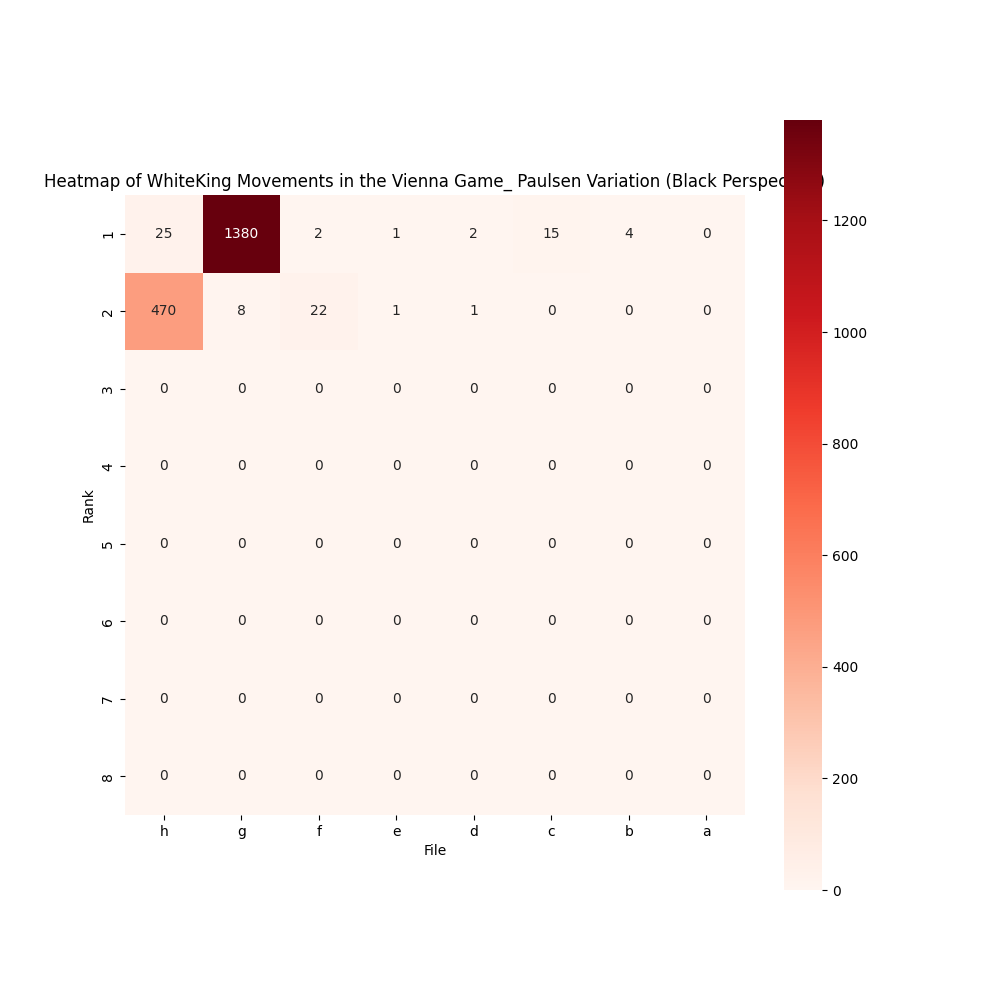 Heatmap of WhiteKing Movements in the Vienna Game_ Paulsen Variation (Black Perspec )
1 25 1380 2 1 2 15 4 0
2 470 8 22 1 1 0 0 0
3 0 0 0 0 0 0 0 0
4 0 0 0 0 0 0 0 0
5 0 0 0 0 0 0 0 0
6 0 0 0 0 0 0 0 0
7 0 0 0 0 0 0 0 0
8 0 0 0 0 0 0 0 0
Rank
h g f e d c b a
File
1200
1000
800
600
400
200
0